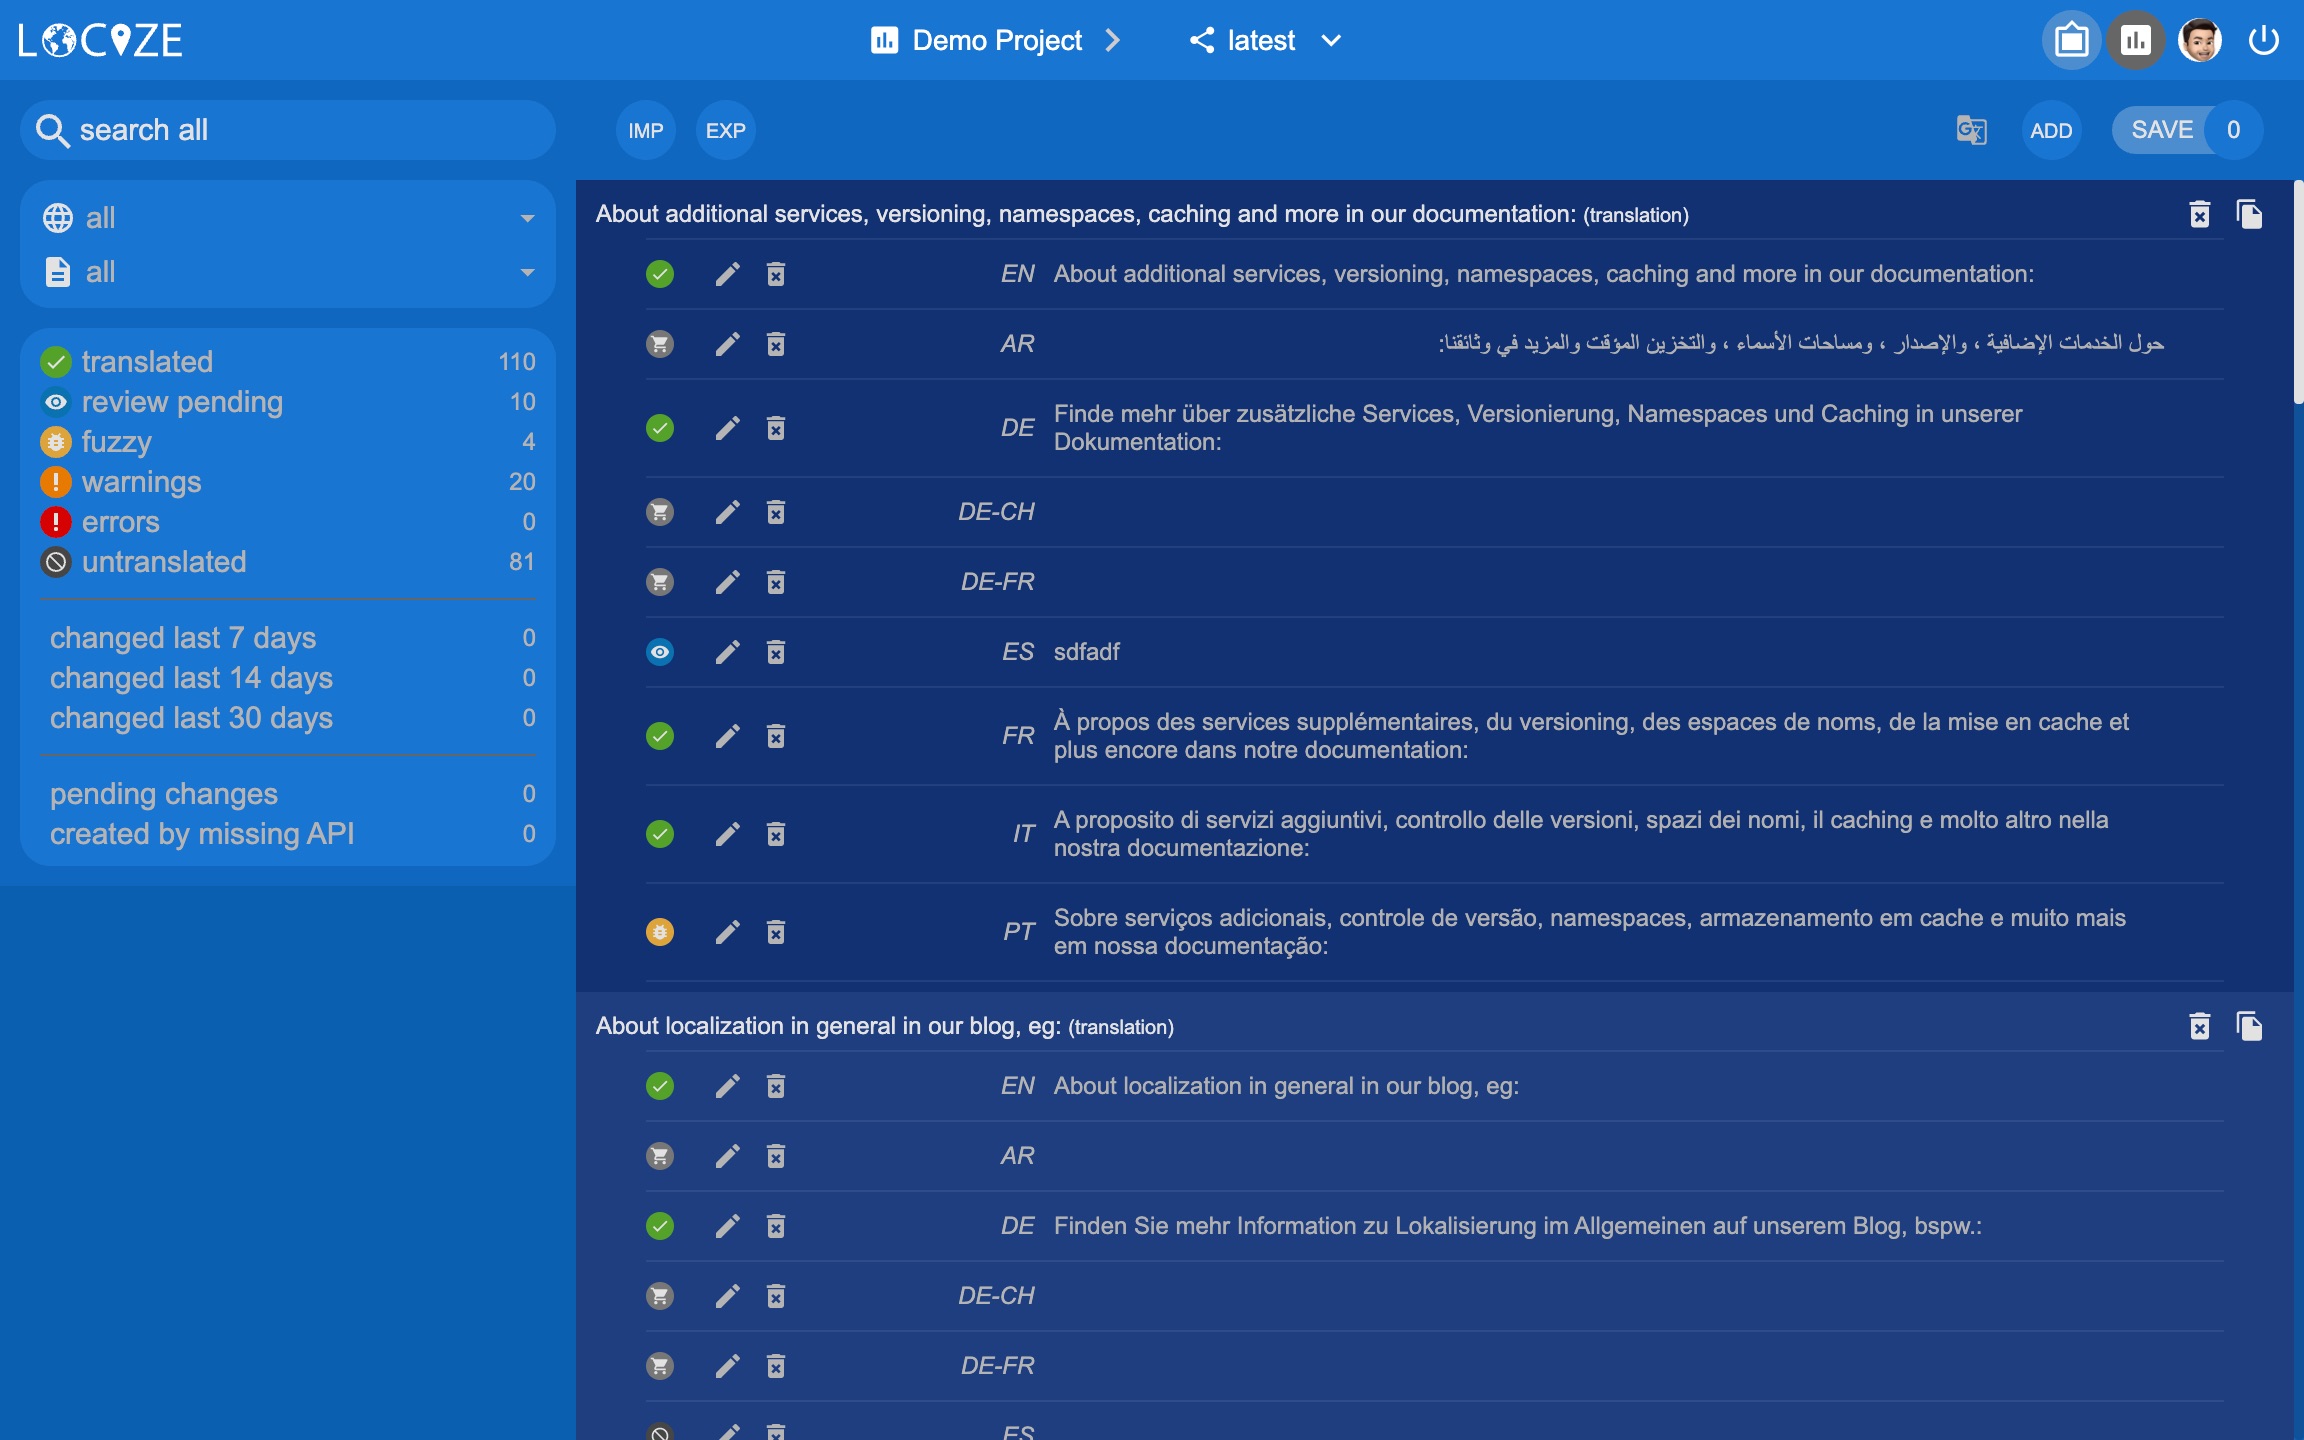 LOCIZE
Demo Project
latest
search all
IMP
EXP
ADD
SAVE 0
all
all
translated 110
review pending 10
fuzzy 4
warnings 20
errors 0
untranslated 81
changed last 7 days 0
changed last 14 days 0
changed last 30 days 0
pending changes 0
created by missing API 0
About additional services, versioning, namespaces, caching and more in our documentation: (translation)
EN About additional services, versioning, namespaces, caching and more in our documentation:
AR حول الخدمات الإضافية ، والإصدار ، ومساحات الأسماء ، والتخزين المؤقت والمزيد في وثائقنا:
DE Finde mehr über zusätzliche Services, Versionierung, Namespaces und Caching in unserer
Dokumentation:
DE-CH
DE-FR
ES sdfadf
FR À propos des services supplémentaires, du versioning, des espaces de noms, de la mise en cache et
plus encore dans notre documentation:
IT A proposito di servizi aggiuntivi, controllo delle versioni, spazi dei nomi, il caching e molto altro nella
nostra documentazione:
PT Sobre serviços adicionais, controle de versão, namespaces, armazenamento em cache e muito mais
em nossa documentação:
About localization in general in our blog, eg: (translation)
EN About localization in general in our blog, eg:
AR
DE Finden Sie mehr Information zu Lokalisierung im Allgemeinen auf unserem Blog, bspw.:
DE-CH
DE-FR
ES